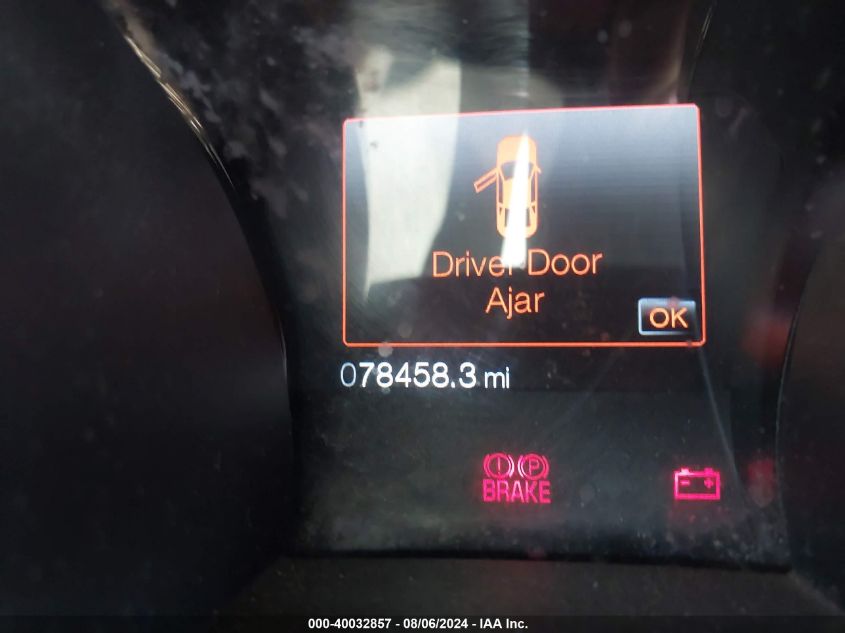 Driver Door
Ajar
OK
078458.3 mi
(!) (P)
BRAKE
- +
000-40032857 - 08/06/2024 - IAA Inc.